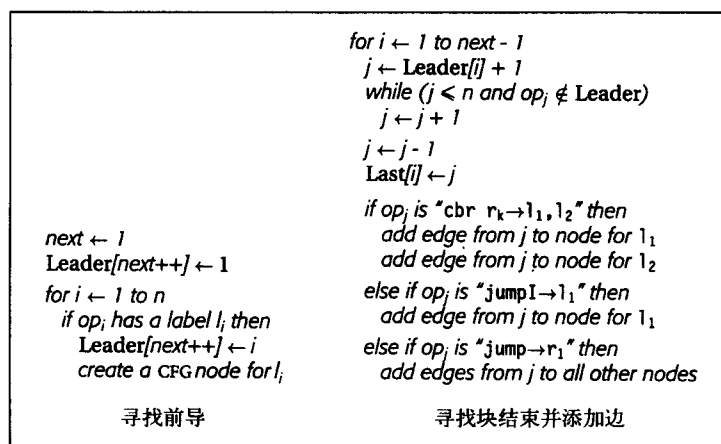 next ← 1
Leader[next++] ← 1
for i ← 1 to n
if opᵢ has a label lᵢ then
Leader[next++] ← i
create a CFG node for lᵢ
寻找前导
for i ← 1 to next - 1
j ← Leader[i] + 1
while (j ⩽ n and opⱼ ∉ Leader)
j ← j + 1
j ← j - 1
Last[i] ← j
if opⱼ is "cbr rₖ→l₁,l₂" then
add edge from j to node for l₁
add edge from j to node for l₂
else if opⱼ is "jumpI→l₁" then
add edge from j to node for l₁
else if opⱼ is "jump→r₁" then
add edges from j to all other nodes
寻找块结束并添加边